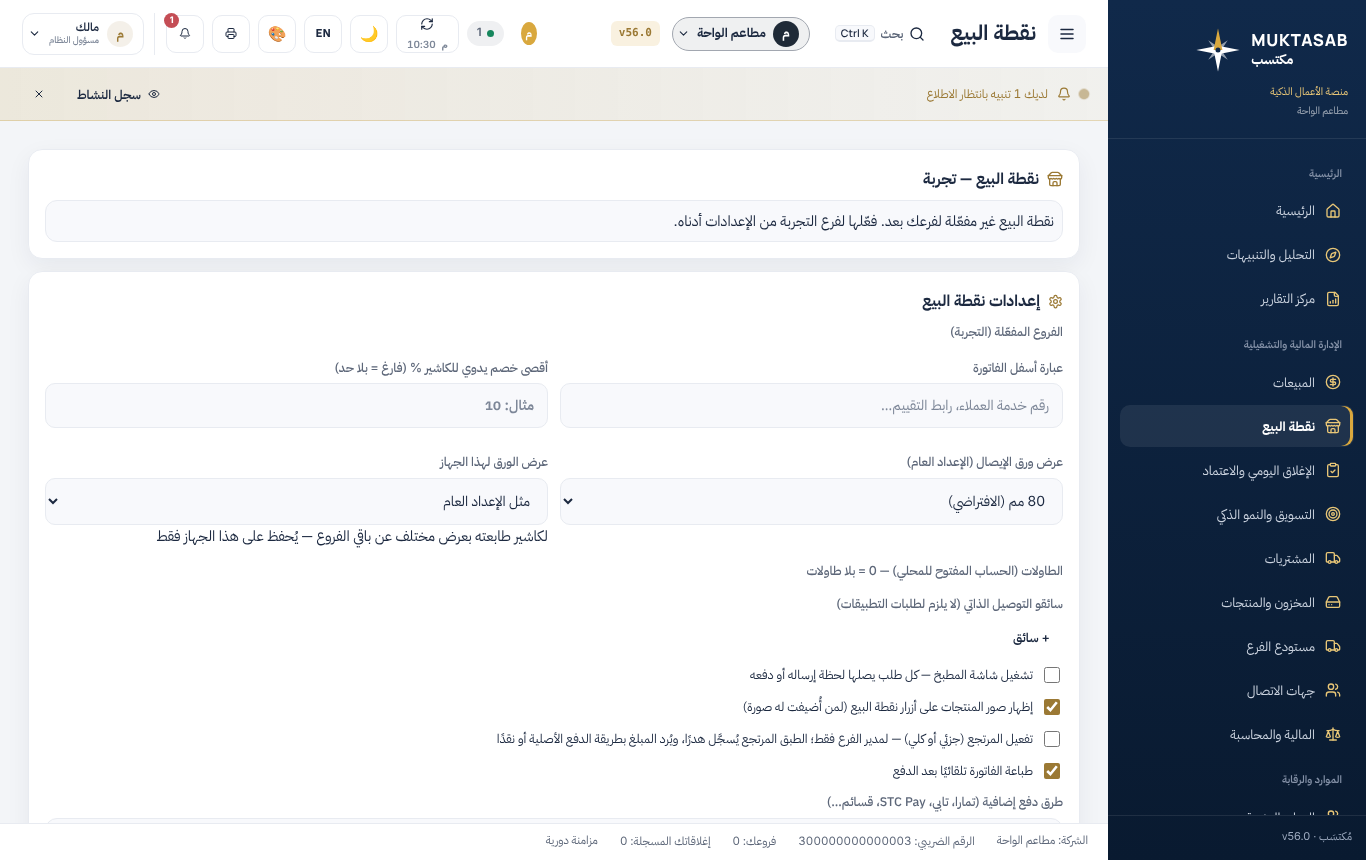 MUKTASAB
مكتسب
منصة الأعمال الذكية
مطاعم الواحة
الرئيسية
الرئيسية
التحليل والتنبيهات
مركز التقارير
الإدارة المالية والتشغيلية
المبيعات
نقطة البيع
الإغلاق اليومي والاعتماد
التسويق والنمو الذكي
المشتريات
المخزون والمنتجات
مستودع الفرع
جهات الاتصال
المالية والمحاسبة
الموارد والرقابة
مُكتسَب · v56.0
نقطة البيع
بحث Ctrl K
م مطاعم الواحة
v56.0
م
1
10:30 م
🌙
EN
🎨
1
م مالك
مسؤول النظام
لديك 1 تنبيه بانتظار الاطلاع
سجل النشاط
×
نقطة البيع — تجربة
نقطة البيع غير مفعّلة لفرعك بعد. فعّلها لفرع التجربة من الإعدادات أدناه.
إعدادات نقطة البيع
الفروع المفعّلة (التجربة)
عبارة أسفل الفاتورة
رقم خدمة العملاء، رابط التقييم...
أقصى خصم يدوي للكاشير % (فارغ = بلا حد)
مثال: 10
عرض ورق الإيصال (الإعداد العام)
80 مم (الافتراضي)
عرض الورق لهذا الجهاز
مثل الإعداد العام
لكاشير طابعته بعرض مختلف عن باقي الفروع — يُحفظ على هذا الجهاز فقط
الطاولات (الحساب المفتوح للمحلي) — 0 = بلا طاولات
سائقو التوصيل الذاتي (لا يلزم لطلبات التطبيقات)
+ سائق
تشغيل شاشة المطبخ — كل طلب يصلها لحظة إرساله أو دفعه
إظهار صور المنتجات على أزرار نقطة البيع (لمن أُضيفت له صورة)
تفعيل المرتجع (جزئي أو كلي) — لمدير الفرع فقط؛ الطبق المرتجع يُسجَّل هدرًا، ويُرد المبلغ بطريقة الدفع الأصلية أو نقدًا
طباعة الفاتورة تلقائيًا بعد الدفع
طرق دفع إضافية (تمارا، تابي، STC Pay، قسائم...)
الشركة: مطاعم الواحة
الرقم الضريبي: 300000000000003
فروعك: 0
إغلاقاتك المسجلة: 0
مزامنة دورية